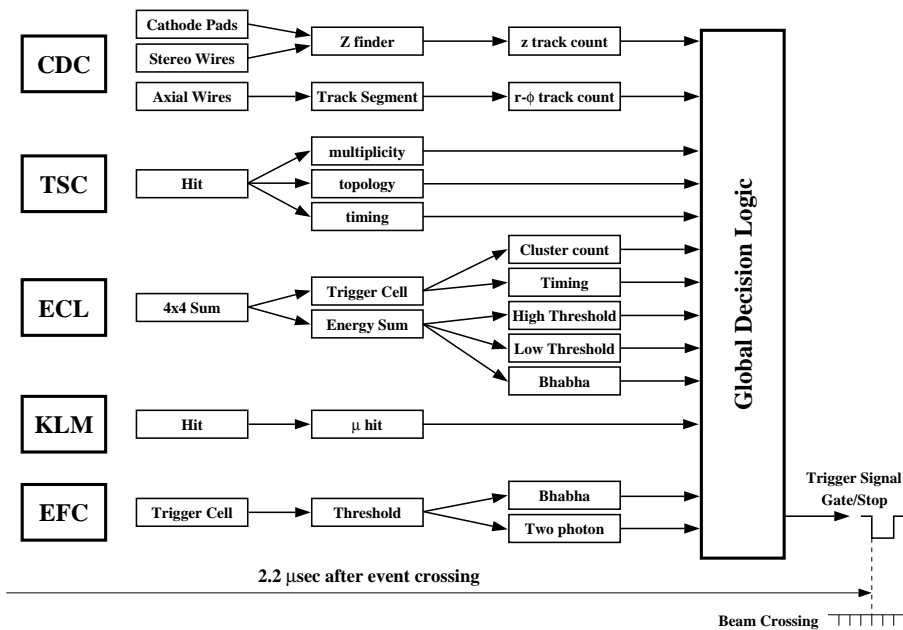 CDC
Cathode Pads
Stereo Wires
Z finder
z track count
Axial Wires
Track Segment
r-φ track count
TSC
Hit
multiplicity
topology
timing
ECL
4x4 Sum
Trigger Cell
Energy Sum
Cluster count
Timing
High Threshold
Low Threshold
Bhabha
KLM
Hit
μ hit
EFC
Trigger Cell
Threshold
Bhabha
Two photon
Global Decision Logic
Trigger Signal
Gate/Stop
2.2 μsec after event crossing
Beam Crossing